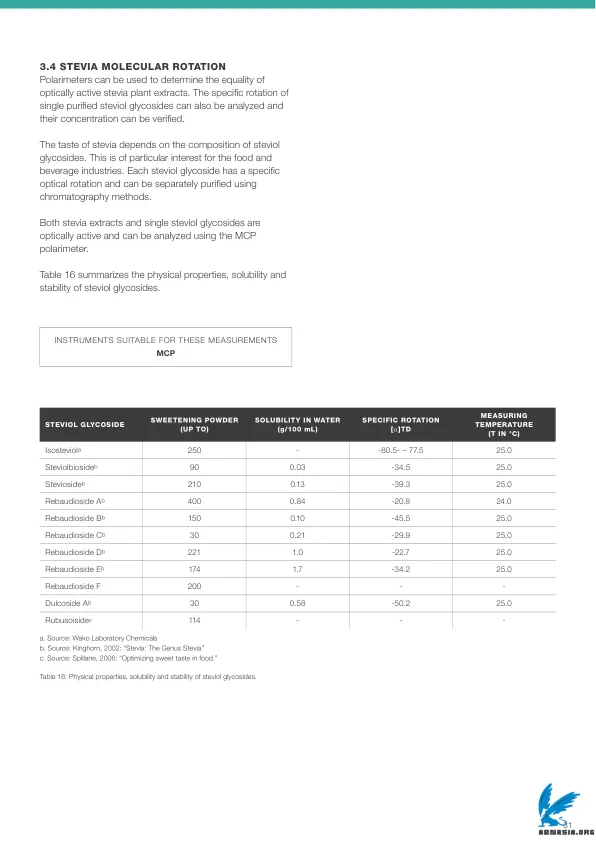 3.4 STEVIA MOLECULAR ROTATION
Polarimeters can be used to determine the equality of
optically active stevia plant extracts. The specific rotation of
single purified steviol glycosides can also be analyzed and
their concentration can be verified.
The taste of stevia depends on the composition of steviol
glycosides. This is of particular interest for the food and
beverage industries. Each steviol glycoside has a specific
optical rotation and can be separately purified using
chromatography methods.
Both stevia extracts and single steviol glycosides are
optically active and can be analyzed using the MCP
polarimeter.
Table 16 summarizes the physical properties, solubility and
stability of steviol glycosides.
INSTRUMENTS SUITABLE FOR THESE MEASUREMENTS
MCP
STEVIOL GLYCOSIDE SWEETENING POWDER (UP TO) SOLUBILITY IN WATER (g/100 mL) SPECIFIC ROTATION [α]TD MEASURING TEMPERATURE (T IN °C)
Isosteviolᵃ 250 - -80.5- – 77.5 25.0
Steviolbiosideᵇ 90 0.03 -34.5 25.0
Steviosideᵇ 210 0.13 -39.3 25.0
Rebaudioside Aᵇ 400 0.84 -20.8 24.0
Rebaudioside Bᵇ 150 0.10 -45.5 25.0
Rebaudioside Cᵇ 30 0.21 -29.9 25.0
Rebaudioside Dᵇ 221 1.0 -22.7 25.0
Rebaudioside Eᵇ 174 1.7 -34.2 25.0
Rebaudioside F 200 - - -
Dulcoside Aᵇ 30 0.58 -50.2 25.0
Rubusoisideᶜ 114 - - -
a. Source: Wako Laboratory Chemicals
b. Source: Kinghorn, 2002: "Stevia: The Genus Stevia"
c. Source: Spillane, 2006: "Optimizing sweet taste in food."
Table 16: Physical properties, solubility and stability of steviol glycosides.
ABNASIA.ORG